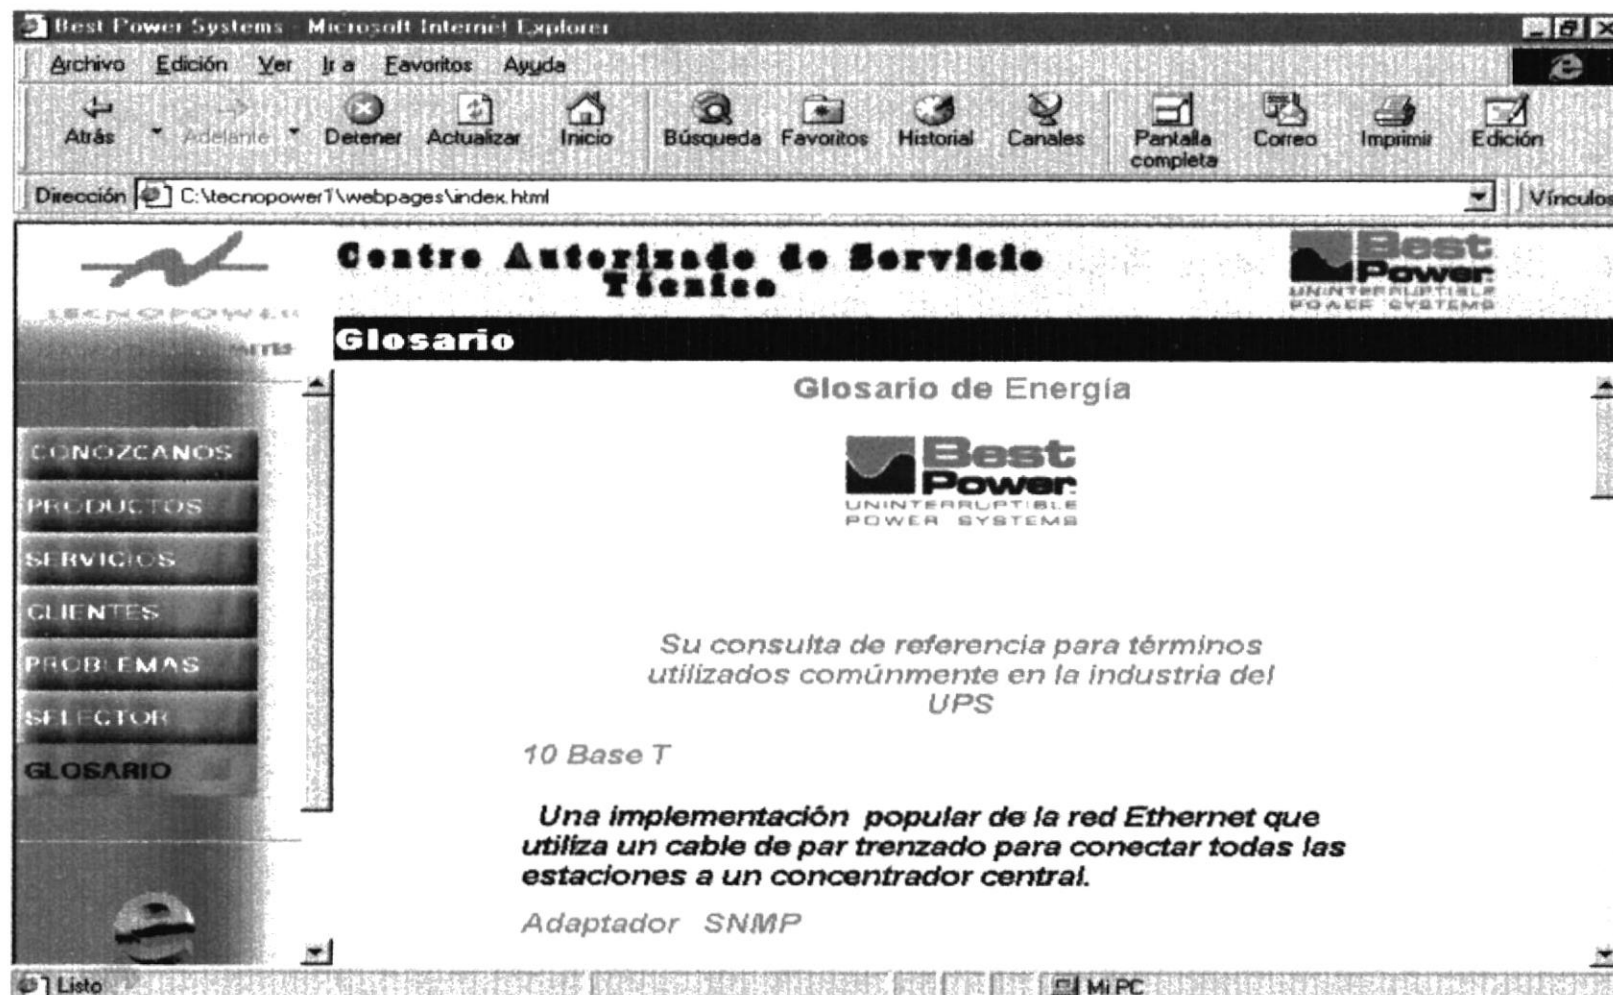 Best Power Systems - Microsoft Internet Explorer
Archivo Edición Ver Ir a Favoritos Ayuda
Atrás Adelante Detener Actualizar Inicio Búsqueda Favoritos Historial Canales Pantalla completa Correo Imprimir Edición
Dirección C:\tecnopower1\webpages\index.html Vínculos
TECNOPOWER
Centro Autorizado de Servicio
Técnico
Best
Power
UNINTERRUPTIBLE
POWER SYSTEMS
Glosario
CONOZCANOS
PRODUCTOS
SERVICIOS
CLIENTES
PROBLEMAS
SELECTOR
GLOSARIO
Glosario de Energía
Best
Power
UNINTERRUPTIBLE
POWER SYSTEMS
Su consulta de referencia para términos
utilizados comúnmente en la industria del
UPS
10 Base T
Una implementación popular de la red Ethernet que
utiliza un cable de par trenzado para conectar todas las
estaciones a un concentrador central.
Adaptador SNMP
Listo Mi PC